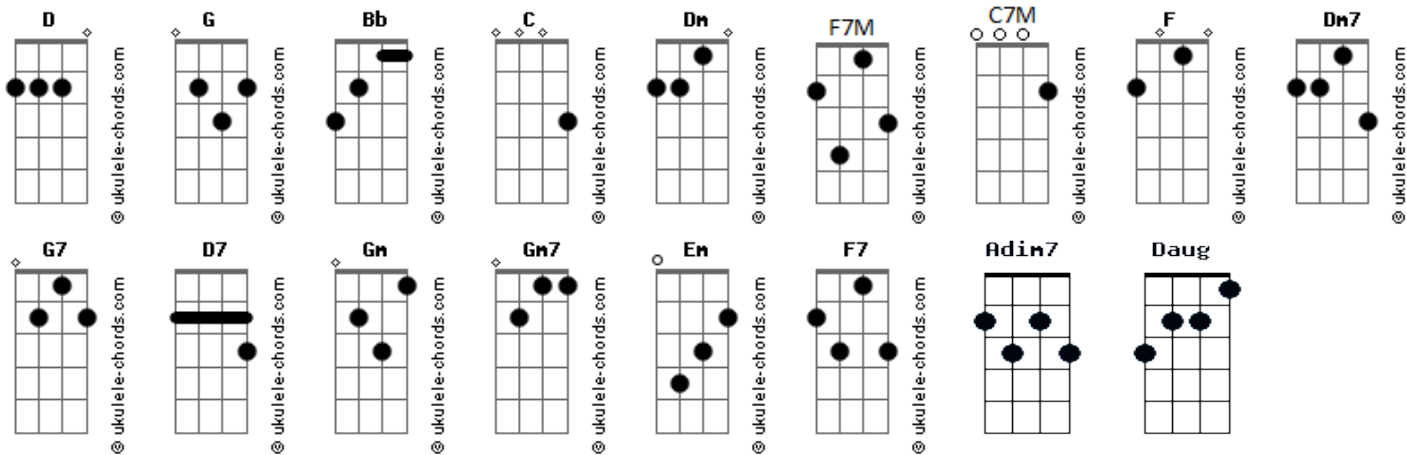 D G Bb C Dm F7M C7M F Dm7
© ukulele-chords.com © ukulele-chords.com © ukulele-chords.com © ukulele-chords.com © ukulele-chords.com © ukulele-chords.com © ukulele-chords.com © ukulele-chords.com © ukulele-chords.com
G7 D7 Gm Gm7 Em F7 Adim7 Daug
© ukulele-chords.com © ukulele-chords.com © ukulele-chords.com © ukulele-chords.com © ukulele-chords.com © ukulele-chords.com